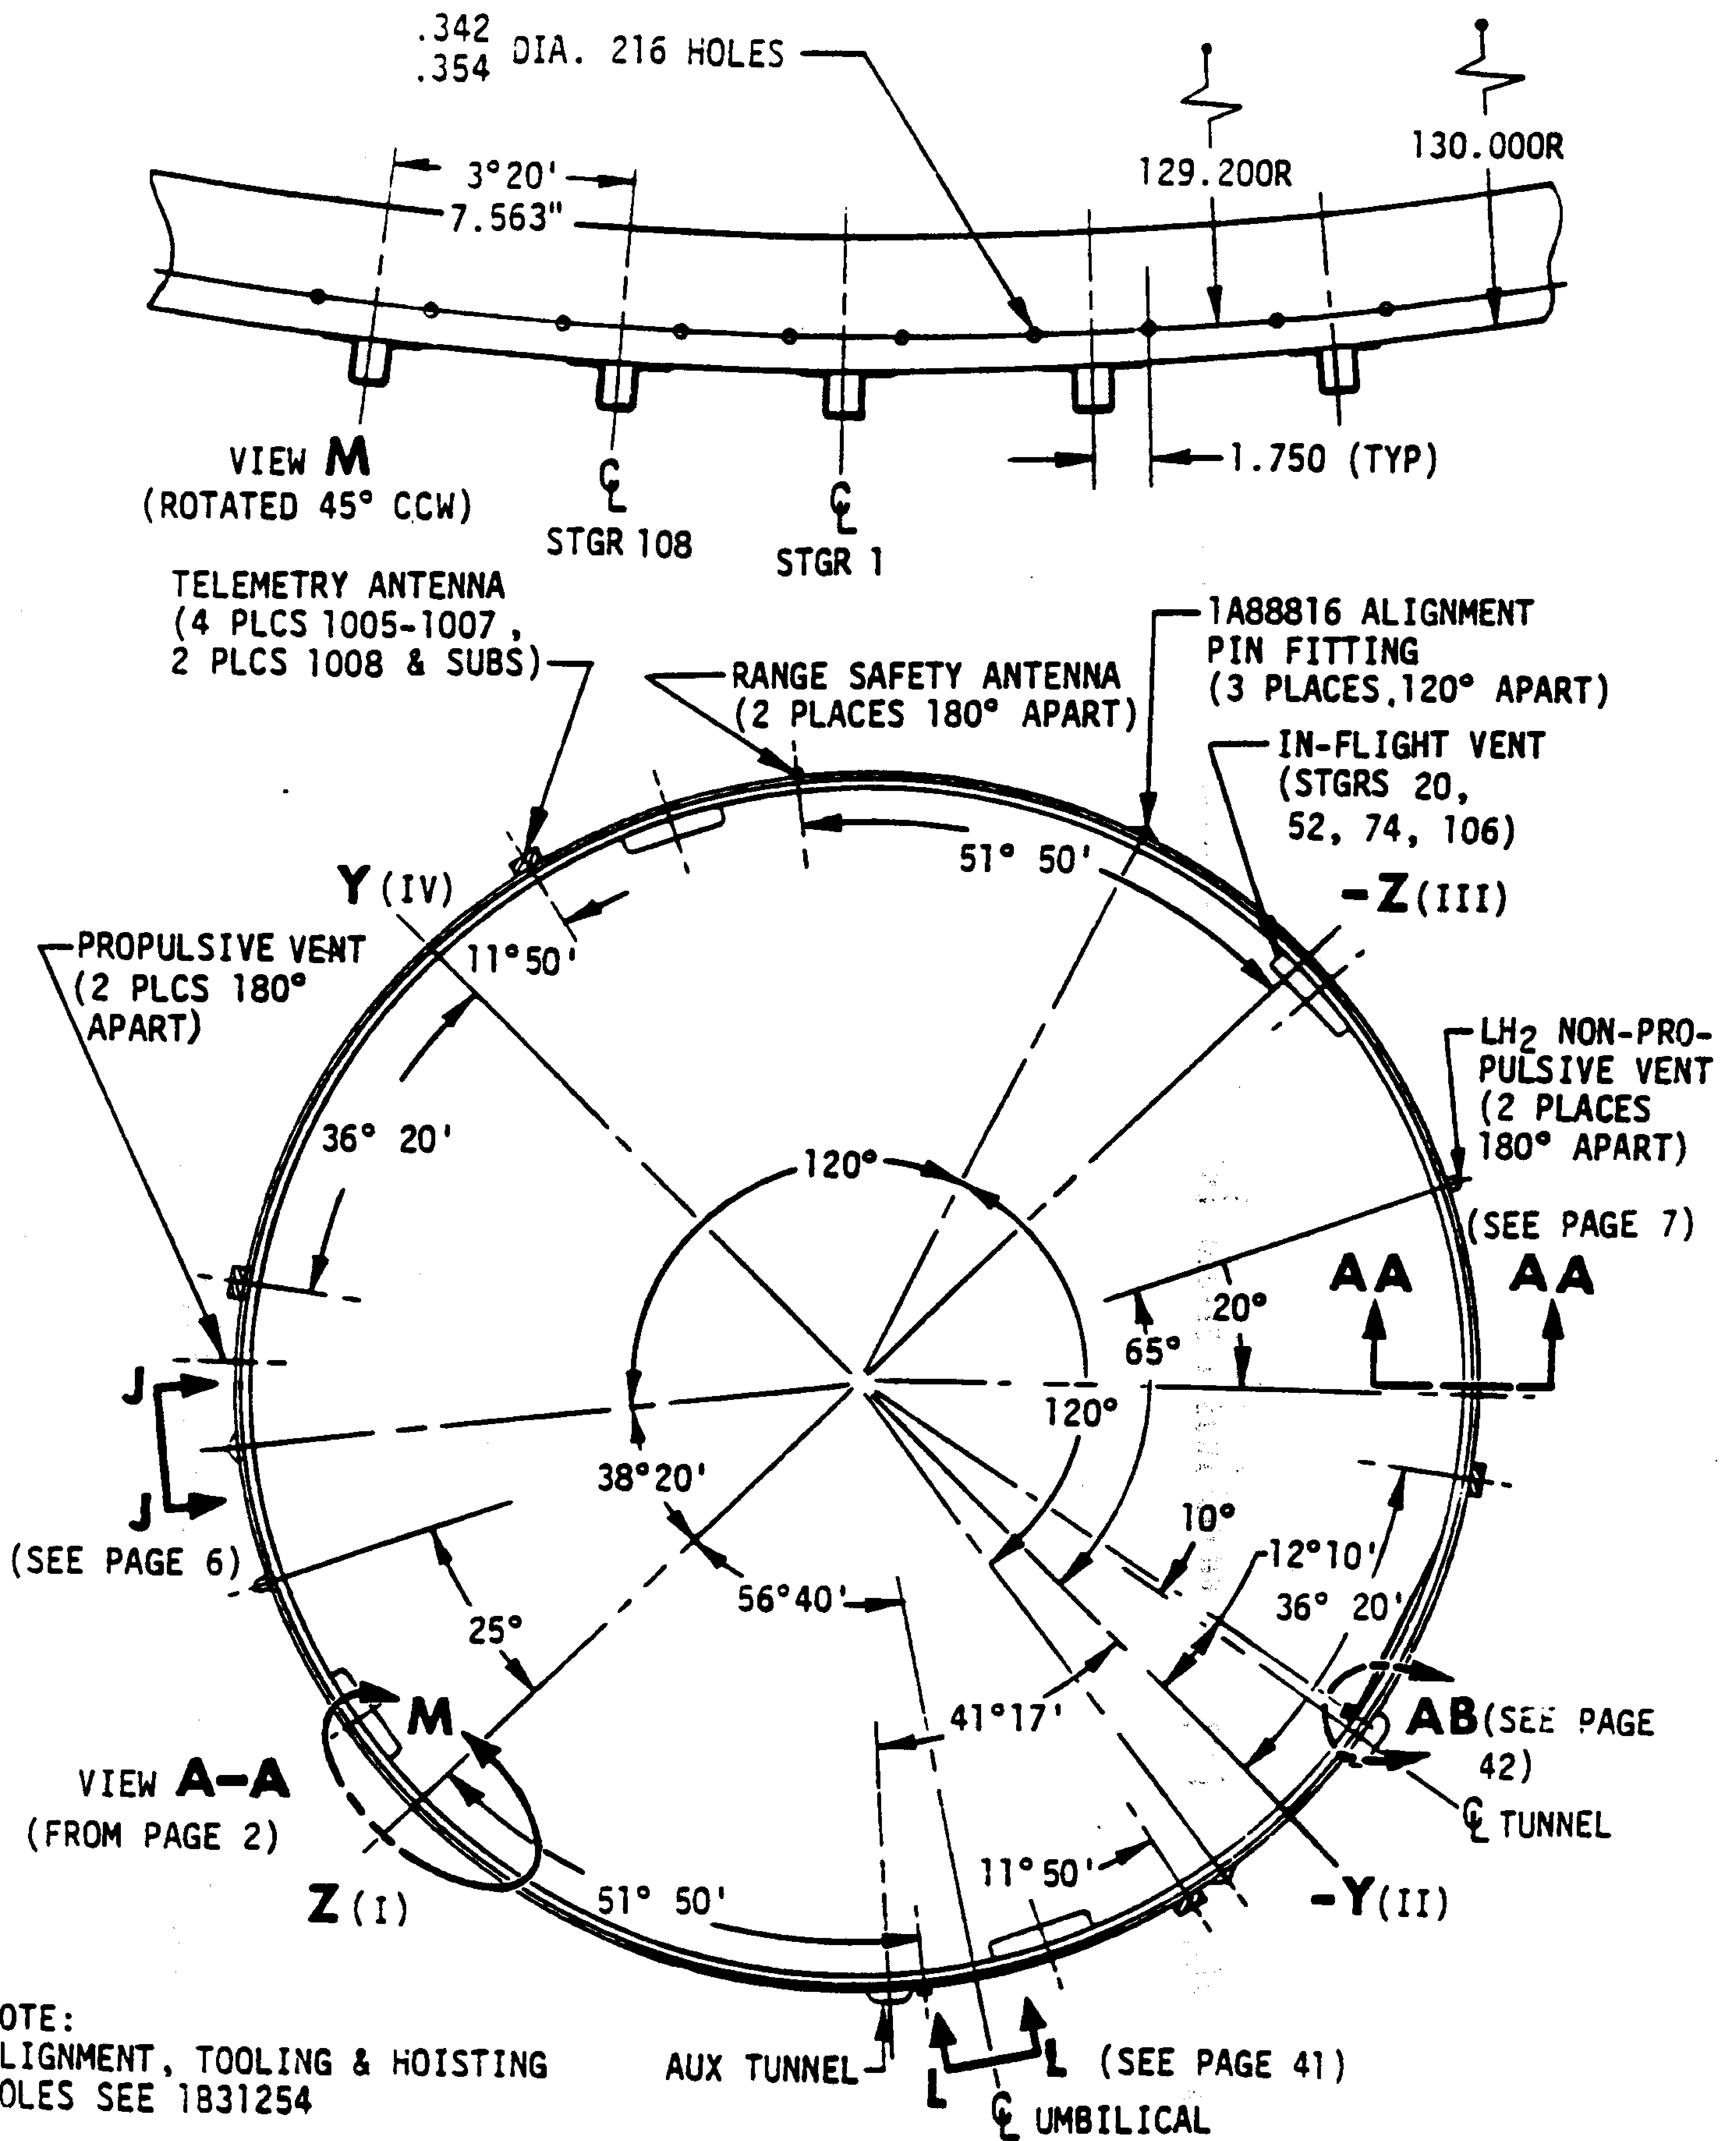 .342
.354 DIA. 216 HOLES
130.000R
129.200R
3°20'
7.563"
1.750 (TYP)
VIEW M
(ROTATED 45° CCW)
℄
STGR 108
℄
STGR 1
TELEMETRY ANTENNA
(4 PLCS 1005-1007,
2 PLCS 1008 & SUBS)
RANGE SAFETY ANTENNA
(2 PLACES 180° APART)
1A88816 ALIGNMENT
PIN FITTING
(3 PLACES, 120° APART)
IN-FLIGHT VENT
(STGRS 20,
52, 74, 106)
51° 50'
Y (IV)
-Z (III)
PROPULSIVE VENT
(2 PLCS 180°
APART)
11°50'
LH2 NON-PRO-
PULSIVE VENT
(2 PLACES
180° APART)
36° 20'
120°
(SEE PAGE 7)
AA AA
20°
65°
J
120°
38°20'
J
(SEE PAGE 6)
10°
12°10'
56°40'
36° 20'
25°
41°17'
M
AB (SEE PAGE
42)
VIEW A-A
(FROM PAGE 2)
℄ TUNNEL
11°50'
Z (I)
51° 50'
-Y (II)
OTE:
LIGNMENT, TOOLING & HOISTING
OLES SEE 1B31254
AUX TUNNEL
L L (SEE PAGE 41)
℄ UMBILICAL